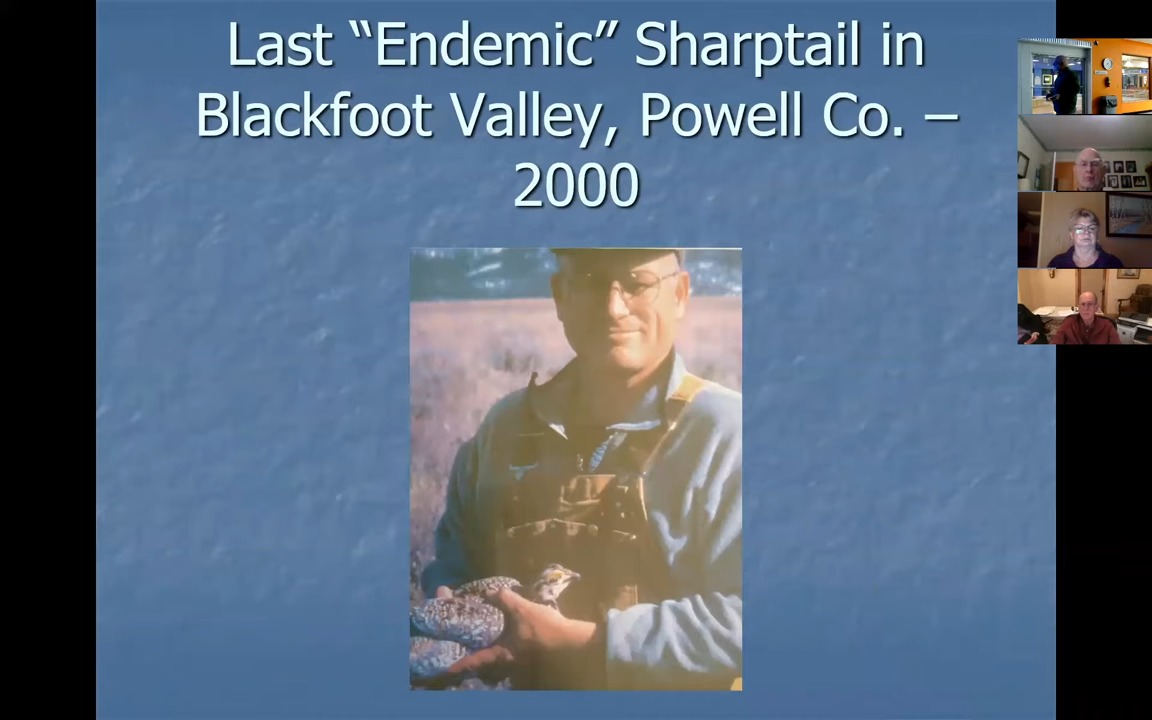 Last “Endemic” Sharptail in
Blackfoot Valley, Powell Co. –
2000